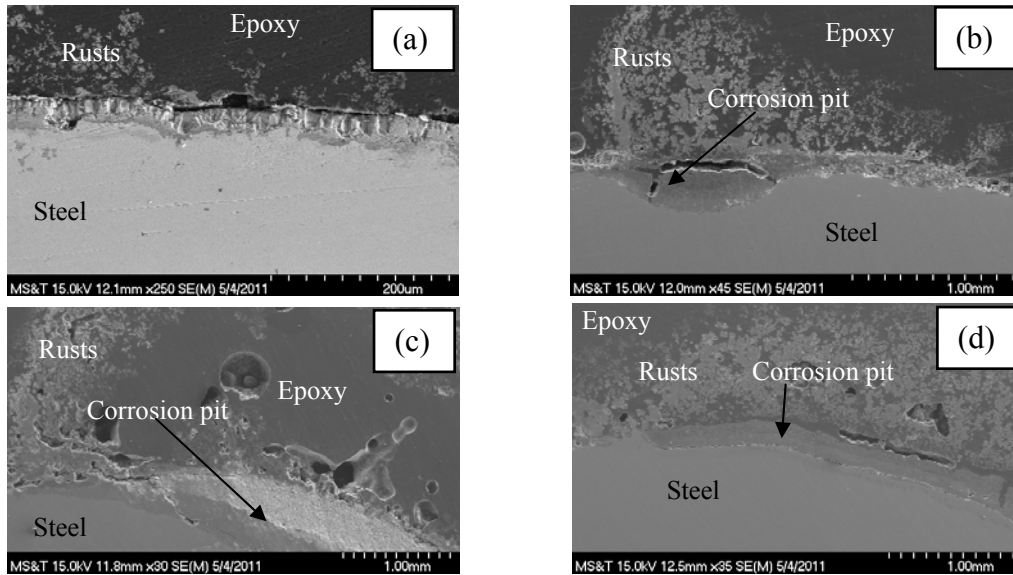 Epoxy
(a)
Rusts
Steel
MS&T 15.0kV 12.1mm x250 SE(M) 5/4/2011 200um
Epoxy
(b)
Rusts
Corrosion pit
Steel
MS&T 15.0kV 12.0mm x45 SE(M) 5/4/2011 1.00mm
(c)
Rusts
Epoxy
Corrosion pit
Steel
MS&T 15.0kV 11.8mm x30 SE(M) 5/4/2011 1.00mm
Epoxy
(d)
Rusts
Corrosion pit
Steel
MS&T 15.0kV 12.5mm x35 SE(M) 5/4/2011 1.00mm